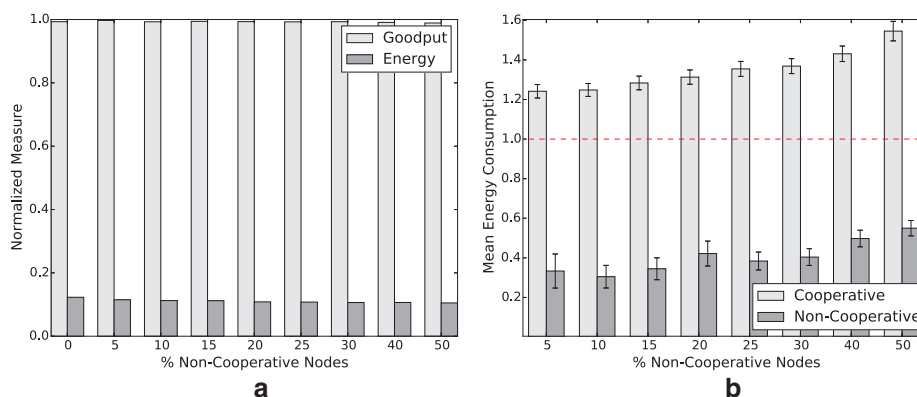 1.0
0.8
0.6
0.4
0.2
0.0
Normalized Measure
Goodput
Energy
0 5 10 15 20 25 30 40 50
% Non-Cooperative Nodes
a
1.6
1.4
1.2
1.0
0.8
0.6
0.4
0.2
Mean Energy Consumption
Cooperative
Non-Cooperative
5 10 15 20 25 30 40 50
% Non-Cooperative Nodes
b